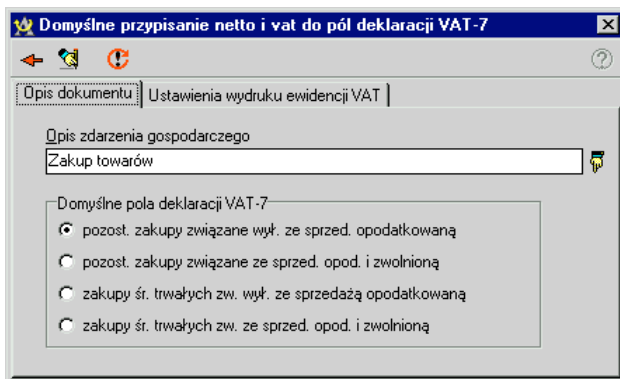 Domyślne przypisanie netto i vat do pól deklaracji VAT-7
Opis dokumentu
Ustawienia wydruku ewidencji VAT
Opis zdarzenia gospodarczego
Zakup towarów
Domyślne pola deklaracji VAT-7
pozost. zakupy związane wył. ze sprzed. opodatkowaną
pozost. zakupy związane ze sprzed. opod. i zwolnioną
zakupy śr. trwałych zw. wył. ze sprzedażą opodatkowaną
zakupy śr. trwałych zw. ze sprzed. opod. i zwolnioną